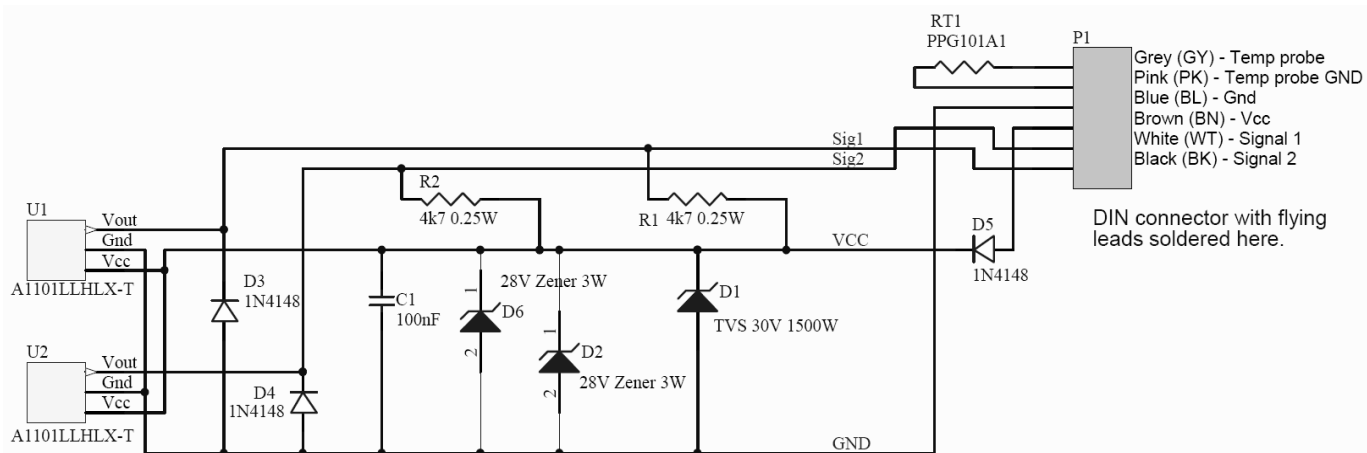 RT1
PPG101A1
P1
Grey (GY) - Temp probe
Pink (PK) - Temp probe GND
Blue (BL) - Gnd
Brown (BN) - Vcc
White (WT) - Signal 1
Black (BK) - Signal 2
DIN connector with flying
leads soldered here.
Sig1
Sig2
R2
4k7 0.25W
R1
4k7 0.25W
U1
Vout
Gnd
Vcc
A1101LLHLX-T
VCC
D5
1N4148
D3
1N4148
C1
100nF
28V Zener 3W
1
D6
2
1
D2
2
28V Zener 3W
D1
TVS 30V 1500W
U2
Vout
Gnd
Vcc
A1101LLHLX-T
D4
1N4148
GND